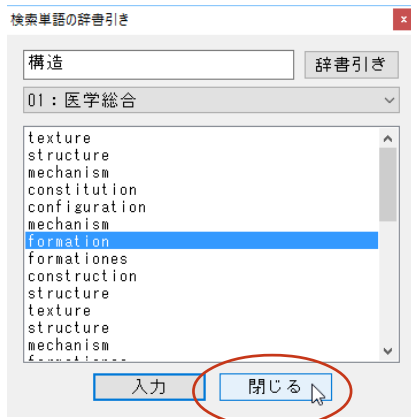 検索単語の辞書引き
x
構造
辞書引き
01：医学総合
texture
structure
mechanism
constitution
configuration
mechanism
formation
formationes
construction
structure
texture
structure
mechanism
入力
閉じる